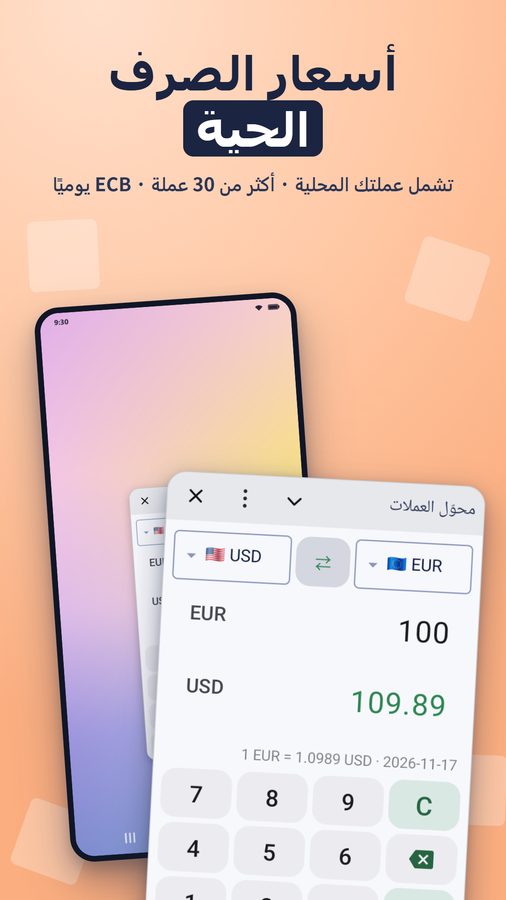 أسعار الصرف
الحية
تشمل عملتك المحلية · أكثر من 30 عملة · ECB يوميًا
9:30
محوّل العملات
USD
EUR
EUR
100
USD
109.89
1 EUR = 1.0989 USD · 2026-11-17
7 8 9 C
4 5 6